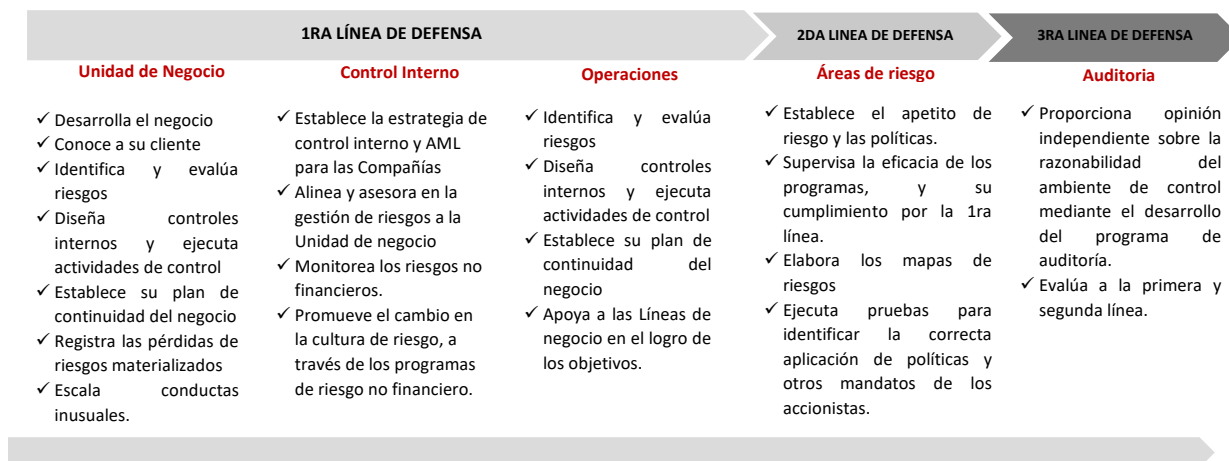 1RA LÍNEA DE DEFENSA
2DA LINEA DE DEFENSA
3RA LINEA DE DEFENSA
Unidad de Negocio
✓ Desarrolla el negocio
✓ Conoce a su cliente
✓ Identifica y evalúa
riesgos
✓ Diseña controles
internos y ejecuta
actividades de control
✓ Establece su plan de
continuidad del negocio
✓ Registra las pérdidas de
riesgos materializados
✓ Escala conductas
inusuales.
Control Interno
✓ Establece la estrategia de
control interno y AML
para las Compañías
✓ Alinea y asesora en la
gestión de riesgos a la
Unidad de negocio
✓ Monitorea los riesgos no
financieros.
✓ Promueve el cambio en
la cultura de riesgo, a
través de los programas
de riesgo no financiero.
Operaciones
✓ Identifica y evalúa
riesgos
✓ Diseña controles
internos y ejecuta
actividades de control
✓ Establece su plan de
continuidad del
negocio
✓ Apoya a las Líneas de
negocio en el logro de
los objetivos.
Áreas de riesgo
✓ Establece el apetito de
riesgo y las políticas.
✓ Supervisa la eficacia de los
programas, y su
cumplimiento por la 1ra
línea.
✓ Elabora los mapas de
riesgos
✓ Ejecuta pruebas para
identificar la correcta
aplicación de políticas y
otros mandatos de los
accionistas.
Auditoria
✓ Proporciona opinión
independiente sobre la
razonabilidad del
ambiente de control
mediante el desarrollo
del programa de
auditoría.
✓ Evalúa a la primera y
segunda línea.